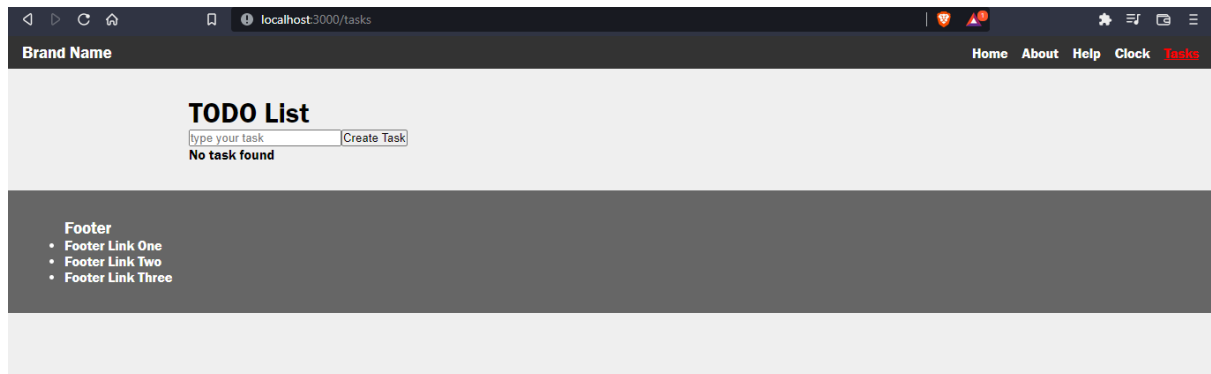 localhost:3000/tasks
1
Brand Name
Home About Help Clock Tasks
TODO List
type your task Create Task
No task found
Footer
• Footer Link One
• Footer Link Two
• Footer Link Three